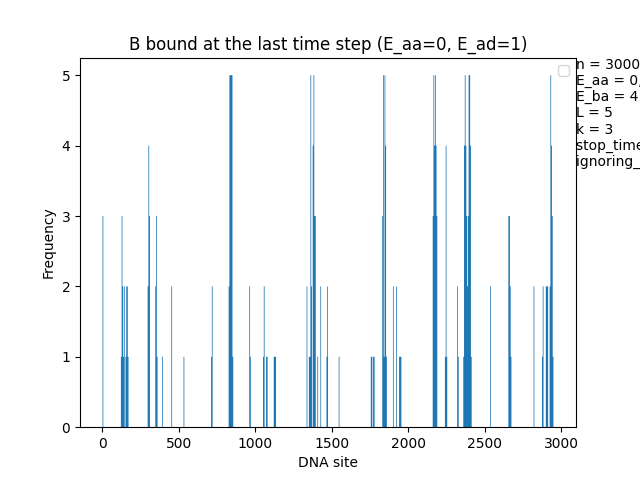 B bound at the last time step (E_aa=0, E_ad=1)
n = 3000
E_aa = 0,
E_ba = 4
L = 5
k = 3
stop_time
ignoring_
Frequency
5
4
3
2
1
0
0
500
1000
1500
2000
2500
3000
DNA site